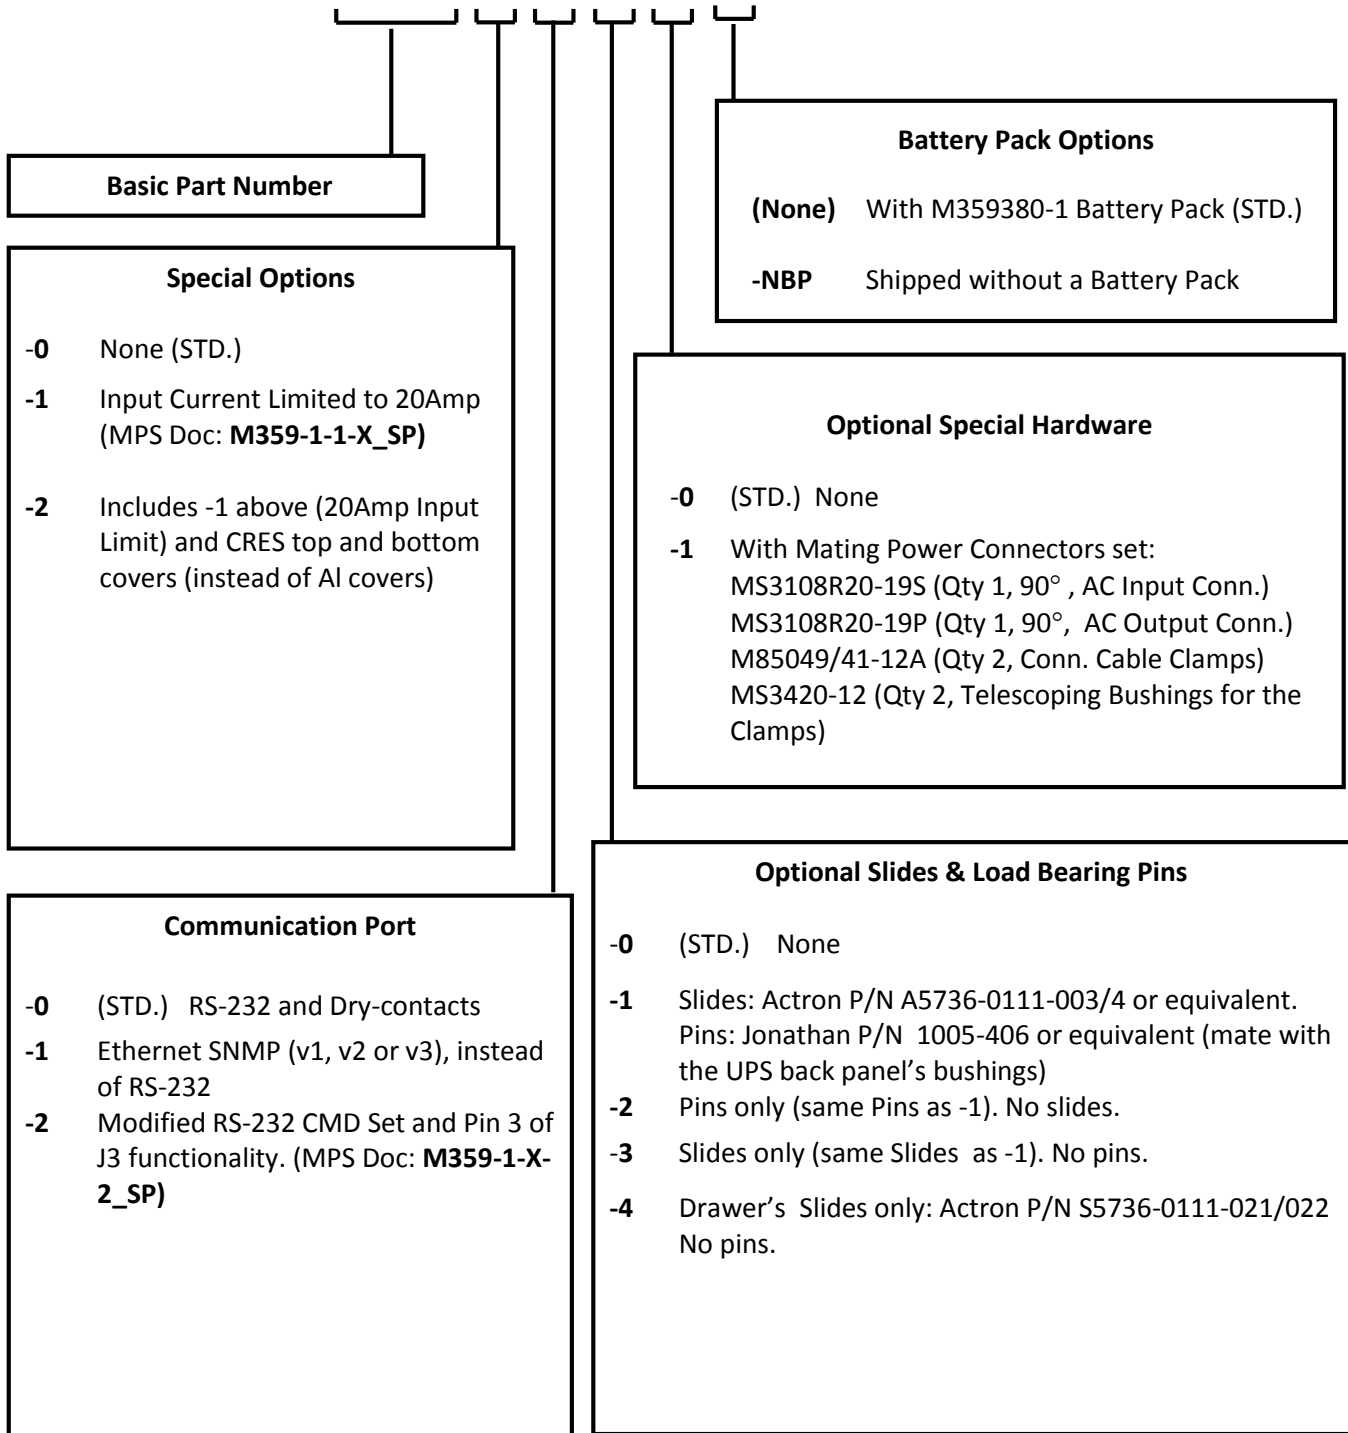 Basic Part Number
Special Options
-0 None (STD.)
-1 Input Current Limited to 20Amp
(MPS Doc: M359-1-1-X_SP)
-2 Includes -1 above (20Amp Input
Limit) and CRES top and bottom
covers (instead of Al covers)
Communication Port
-0 (STD.) RS-232 and Dry-contacts
-1 Ethernet SNMP (v1, v2 or v3), instead
of RS-232
-2 Modified RS-232 CMD Set and Pin 3 of
J3 functionality. (MPS Doc: M359-1-X-
2_SP)
Battery Pack Options
(None) With M359380-1 Battery Pack (STD.)
-NBP Shipped without a Battery Pack
Optional Special Hardware
-0 (STD.) None
-1 With Mating Power Connectors set:
MS3108R20-19S (Qty 1, 90° , AC Input Conn.)
MS3108R20-19P (Qty 1, 90°, AC Output Conn.)
M85049/41-12A (Qty 2, Conn. Cable Clamps)
MS3420-12 (Qty 2, Telescoping Bushings for the
Clamps)
Optional Slides & Load Bearing Pins
-0 (STD.) None
-1 Slides: Actron P/N A5736-0111-003/4 or equivalent.
Pins: Jonathan P/N 1005-406 or equivalent (mate with
the UPS back panel’s bushings)
-2 Pins only (same Pins as -1). No slides.
-3 Slides only (same Slides as -1). No pins.
-4 Drawer’s Slides only: Actron P/N S5736-0111-021/022
No pins.